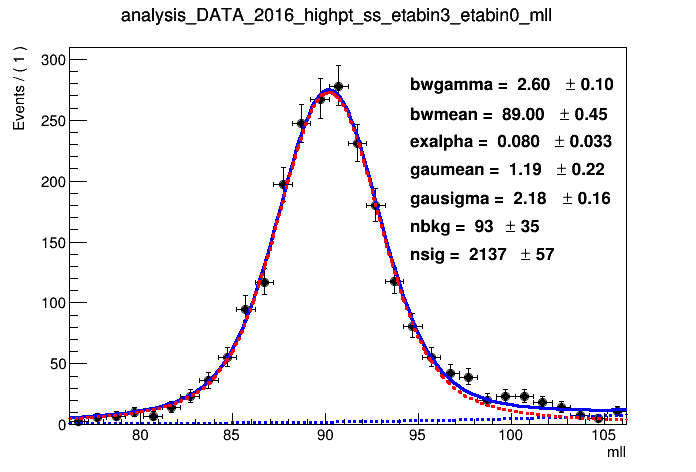 analysis_DATA_2016_highpt_ss_etabin3_etabin0_mll
Events / ( 1 )
300
250
200
150
100
50
0
bwgamma = 2.60 ± 0.10
bwmean = 89.00 ± 0.45
exalpha = 0.080 ± 0.033
gaumean = 1.19 ± 0.22
gausigma = 2.18 ± 0.16
nbkg = 93 ± 35
nsig = 2137 ± 57
80 85 90 95 100 105
mll